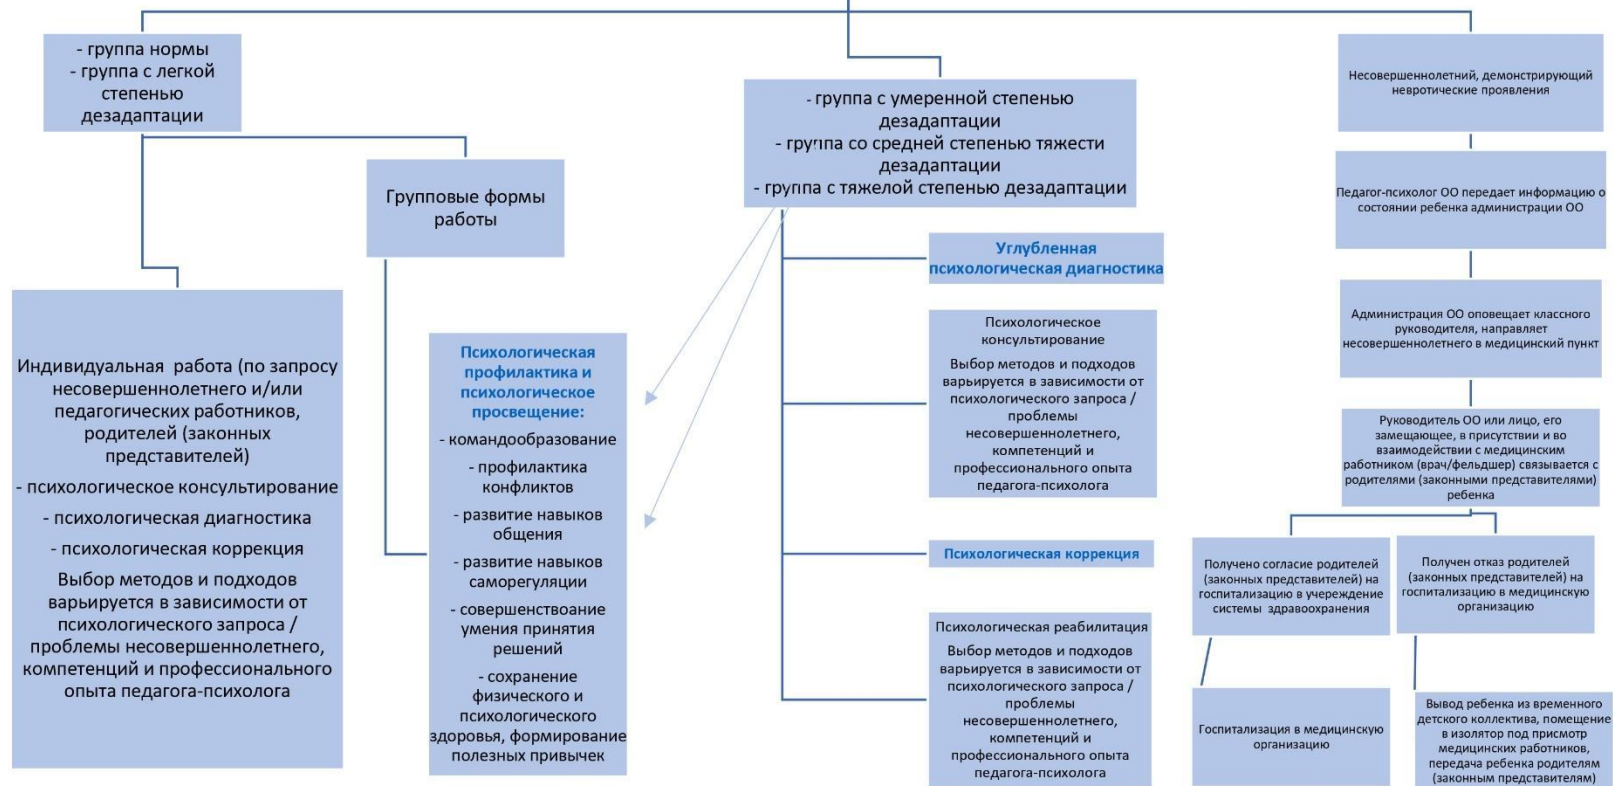 - группа нормы
- группа с легкой
степенью
дезадаптации
Групповые формы
работы
Индивидуальная работа (по запросу
несовершеннолетнего и/или
педагогических работников,
родителей (законных
представителей)
- психологическое консультирование
- психологическая диагностика
- психологическая коррекция
Выбор методов и подходов
варьируется в зависимости от
психологического запроса /
проблемы несовершеннолетнего,
компетенций и профессионального
опыта педагога-психолога
Психологическая
профилактика и
психологическое
просвещение:
- командообразование
- профилактика
конфликтов
- развитие навыков
общения
- развитие навыков
саморегуляции
- совершенствоание
умения принятия
решений
- сохранение
физического и
психологического
здоровья, формирование
полезных привычек
- группа с умеренной степенью
дезадаптации
- группа со средней степенью тяжести
дезадаптации
- группа с тяжелой степенью дезадаптации
Углубленная
психологическая диагностика
Психологическое
консультирование
Выбор методов и подходов
варьируется в зависимости от
психологического запроса /
проблемы
несовершеннолетнего,
компетенций и
профессионального опыта
педагога-психолога
Психологическая коррекция
Психологическая реабилитация
Выбор методов и подходов
варьируется в зависимости от
психологического запроса /
проблемы
несовершеннолетнего,
компетенций и
профессионального опыта
педагога-психолога
Несовершеннолетний, демонстрирующий
невротические проявления
Педагог-психолог ОО передает информацию о
состоянии ребенка администрации ОО
Администрация ОО оповещает классного
руководителя, направляет
несовершеннолетнего в медицинский пункт
Руководитель ОО или лицо, его
замещающее, в присутствии и во
взаимодействии с медицинским
работником (врач/фельдшер) связывается с
родителями (законными представителями)
ребенка
Получено согласие родителей
(законных представителей) на
госпитализацию в учереждение
системы здравоохранения
Госпитализация в медицинскую
организацию
Получен отказ родителей
(законных представителей) на
госпитализацию в медицинскую
организацию
Вывод ребенка из временного
детского коллектива, помещение
в изолятор под присмотр
медицинских работников,
передача ребенка родителям
(законным представителям)